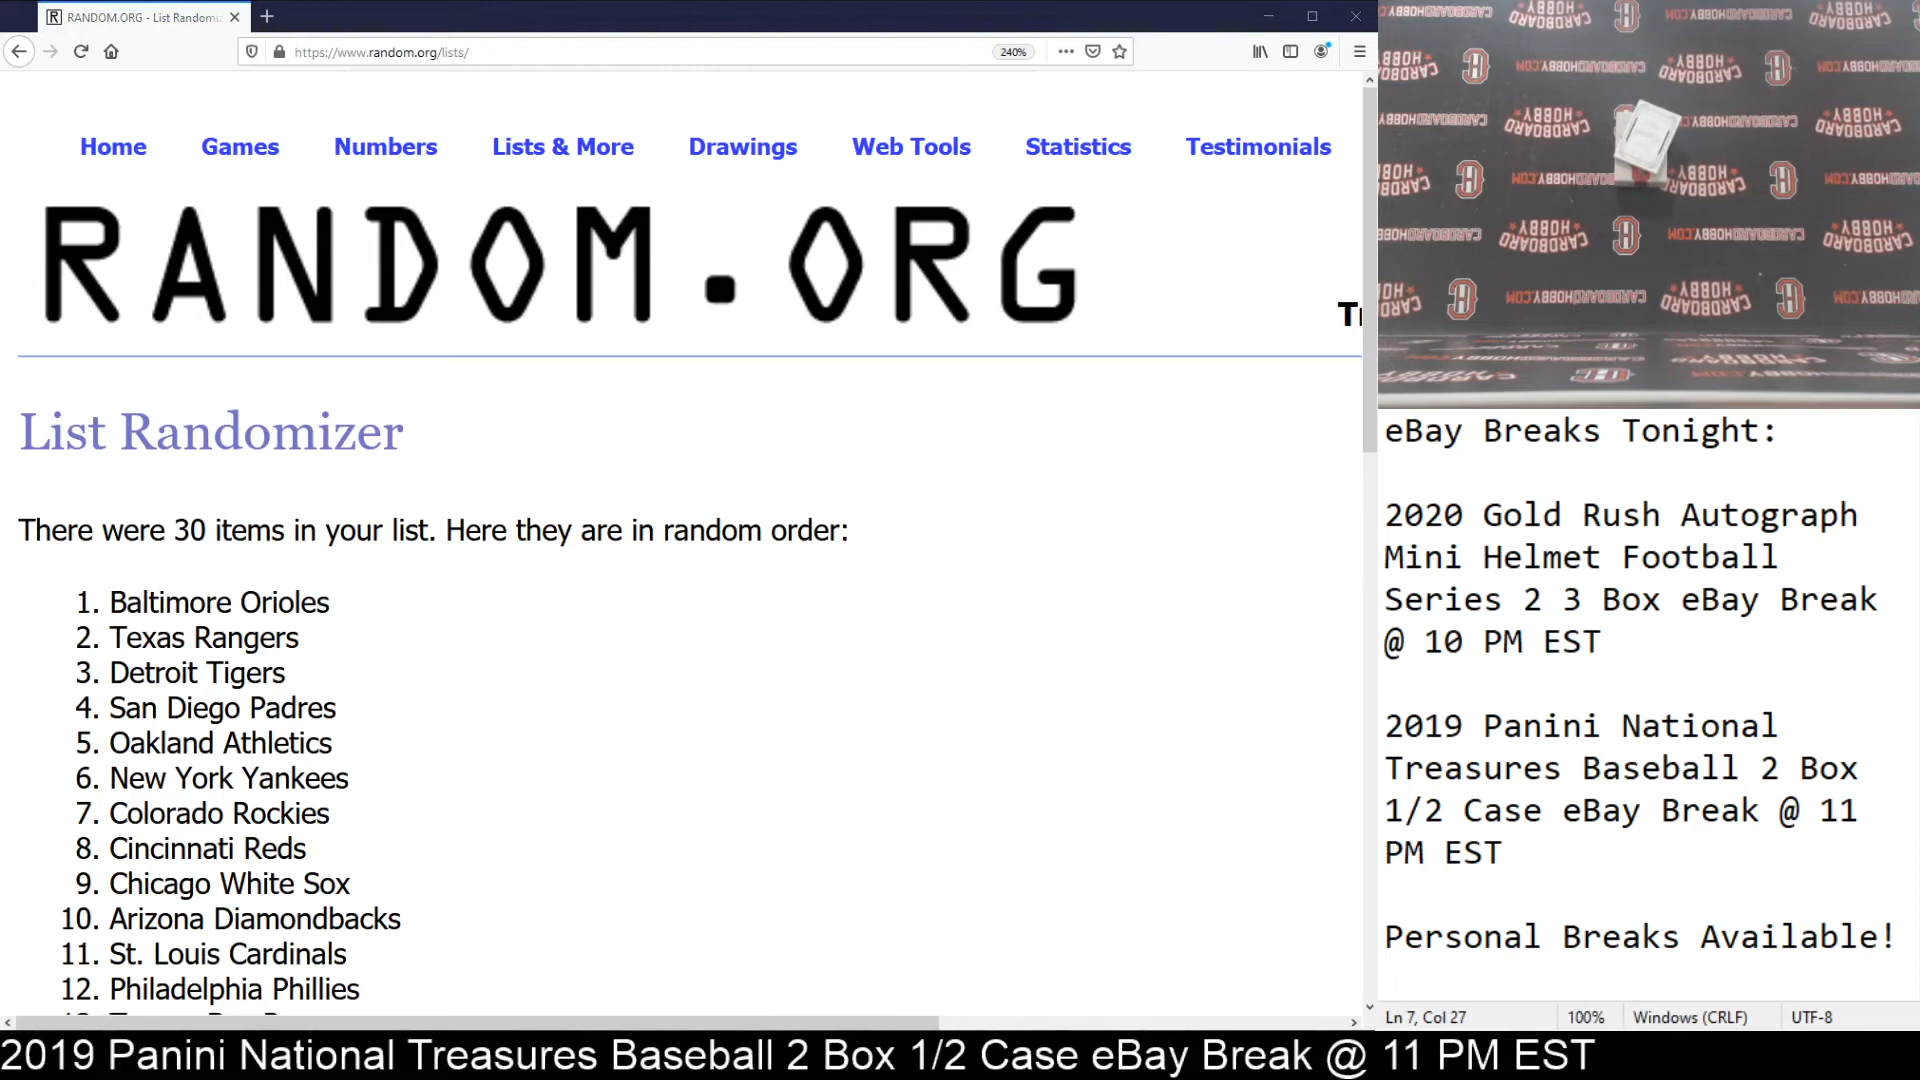 RANDOM.ORG - List Randomi
https://www.random.org/lists/
240%
Home Games Numbers Lists & More Drawings Web Tools Statistics Testimonials
RANDOM.ORG
List Randomizer
There were 30 items in your list. Here they are in random order:
1. Baltimore Orioles
2. Texas Rangers
3. Detroit Tigers
4. San Diego Padres
5. Oakland Athletics
6. New York Yankees
7. Colorado Rockies
8. Cincinnati Reds
9. Chicago White Sox
10. Arizona Diamondbacks
11. St. Louis Cardinals
12. Philadelphia Phillies
CARDBOARD HOBBY
CARDBOARDHOBBY.COM
eBay Breaks Tonight:
2020 Gold Rush Autograph
Mini Helmet Football
Series 2 3 Box eBay Break
@ 10 PM EST
2019 Panini National
Treasures Baseball 2 Box
1/2 Case eBay Break @ 11
PM EST
Personal Breaks Available!
Ln 7, Col 27 100% Windows (CRLF) UTF-8
2019 Panini National Treasures Baseball 2 Box 1/2 Case eBay Break @ 11 PM EST